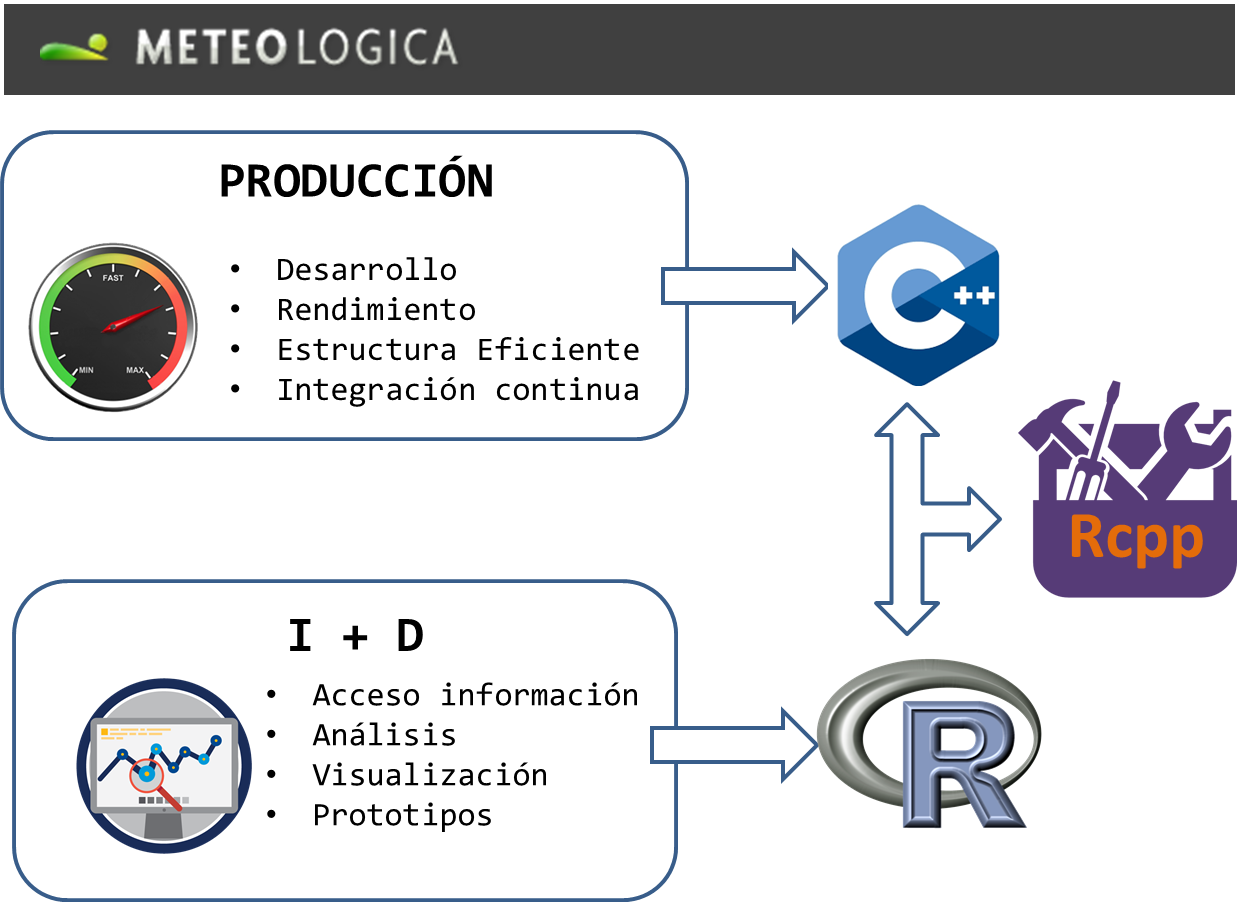 METEOLOGICA
PRODUCCIÓN
FAST
MIN
MAX
• Desarrollo
• Rendimiento
• Estructura Eficiente
• Integración continua
C++
Rcpp
I + D
• Acceso información
• Análisis
• Visualización
• Prototipos
R